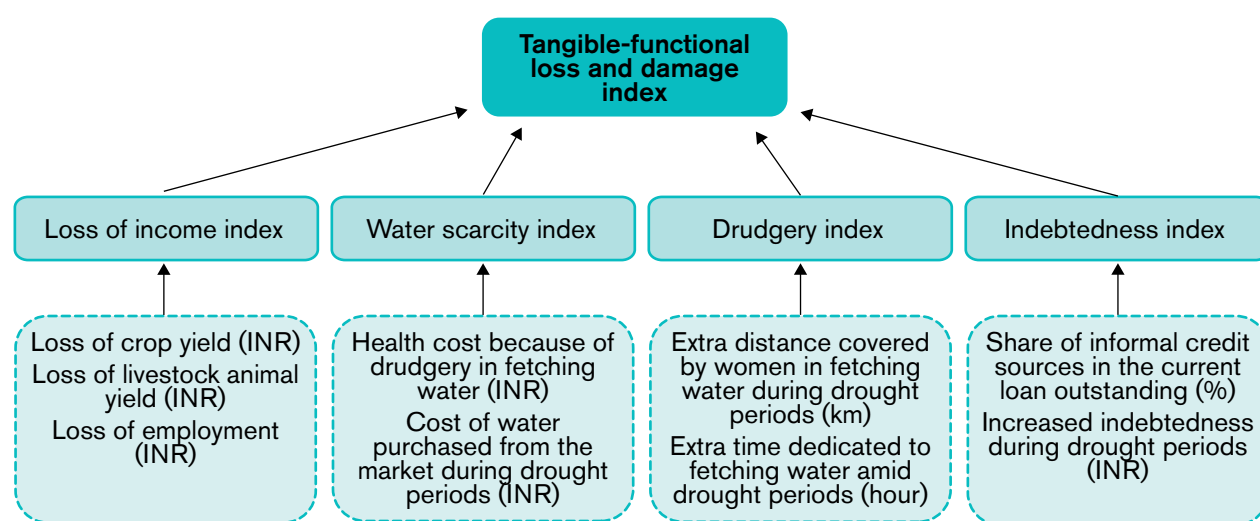 Tangible-functional
loss and damage
index
Loss of income index
Water scarcity index
Drudgery index
Indebtedness index
Loss of crop yield (INR)
Loss of livestock animal
yield (INR)
Loss of employment
(INR)
Health cost because of
drudgery in fetching
water (INR)
Cost of water
purchased from the
market during drought
periods (INR)
Extra distance covered
by women in fetching
water during drought
periods (km)
Extra time dedicated to
fetching water amid
drought periods (hour)
Share of informal credit
sources in the current
loan outstanding (%)
Increased indebtedness
during drought periods
(INR)